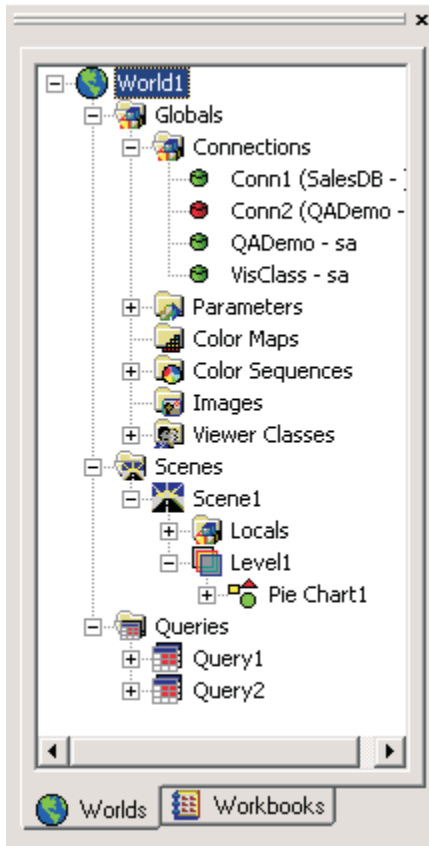 World1
Globals
Connections
Conn1 (SalesDB -
Conn2 (QADemo -
QADemo - sa
VisClass - sa
Parameters
Color Maps
Color Sequences
Images
Viewer Classes
Scenes
Scene1
Locals
Level1
Pie Chart1
Queries
Query1
Query2
Worlds Workbooks